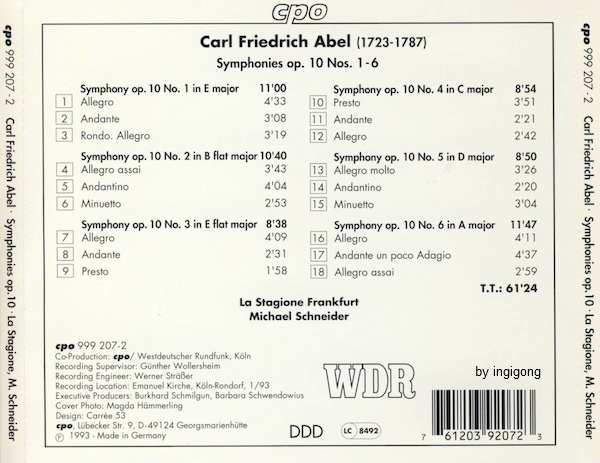 cpo
Carl Friedrich Abel (1723-1787)
Symphonies op. 10 Nos. 1-6
Symphony op. 10 No. 1 in E major 11'00
1 Allegro 4'33
2 Andante 3'08
3 Rondo. Allegro 3'19
Symphony op. 10 No. 2 in B flat major 10'40
4 Allegro assai 3'43
5 Andantino 4'04
6 Minuetto 2'53
Symphony op. 10 No. 3 in E flat major 8'38
7 Allegro 4'09
8 Andante 2'31
9 Presto 1'58
Symphony op. 10 No. 4 in C major 8'54
10 Presto 3'51
11 Andante 2'21
12 Allegro 2'42
Symphony op. 10 No. 5 in D major 8'50
13 Allegro molto 3'26
14 Andantino 2'20
15 Minuetto 3'04
Symphony op. 10 No. 6 in A major 11'47
16 Allegro 4'11
17 Andante un poco Adagio 4'37
18 Allegro assai 2'59
T.T.: 61'24
La Stagione Frankfurt
Michael Schneider
cpo 999 207-2
Co-Production: cpo/ Westdeutscher Rundfunk, Köln
Recording Supervisor: Günther Wollersheim
Recording Engineer: Werner Sträßer
Recording Location: Emanuel Kirche, Köln-Rondorf, 1/93
Executive Producers: Burkhard Schmilgun, Barbara Schwendowius
Cover Photo: Magda Hämmerling
Design: Carrée 53
cpo, Lübecker Str. 9, D-49124 Georgsmarienhütte
℗ 1993 - Made in Germany
WDR
DDD
LC 8492
by ingigong
7 61203 92072 3
cpo 999 207-2 Carl Friedrich Abel · Symphonies op.10 · La Stagione, M. Schneider
cpo 999 207-2 Carl Friedrich Abel · Symphonies op.10 · La Stagione, M. Schneider